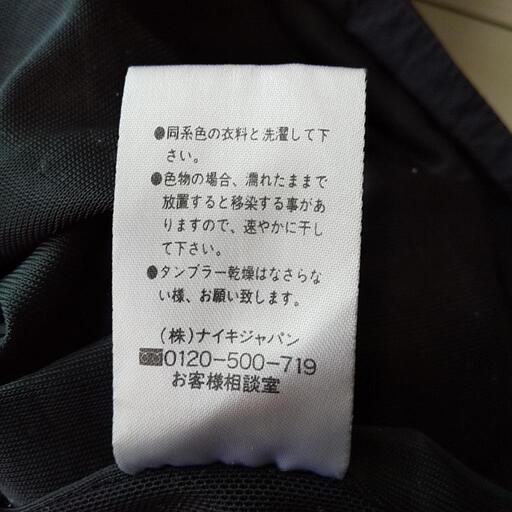 ●同系色の衣料と洗濯して下
さい。
●色物の場合、濡れたままで
放置すると移染する事があ
りますので、速やかに干し
て下さい。
●タンブラー乾燥はなさらな
い様、お願い致します。
(株)ナイキジャパン
0120-500-719
お客様相談室